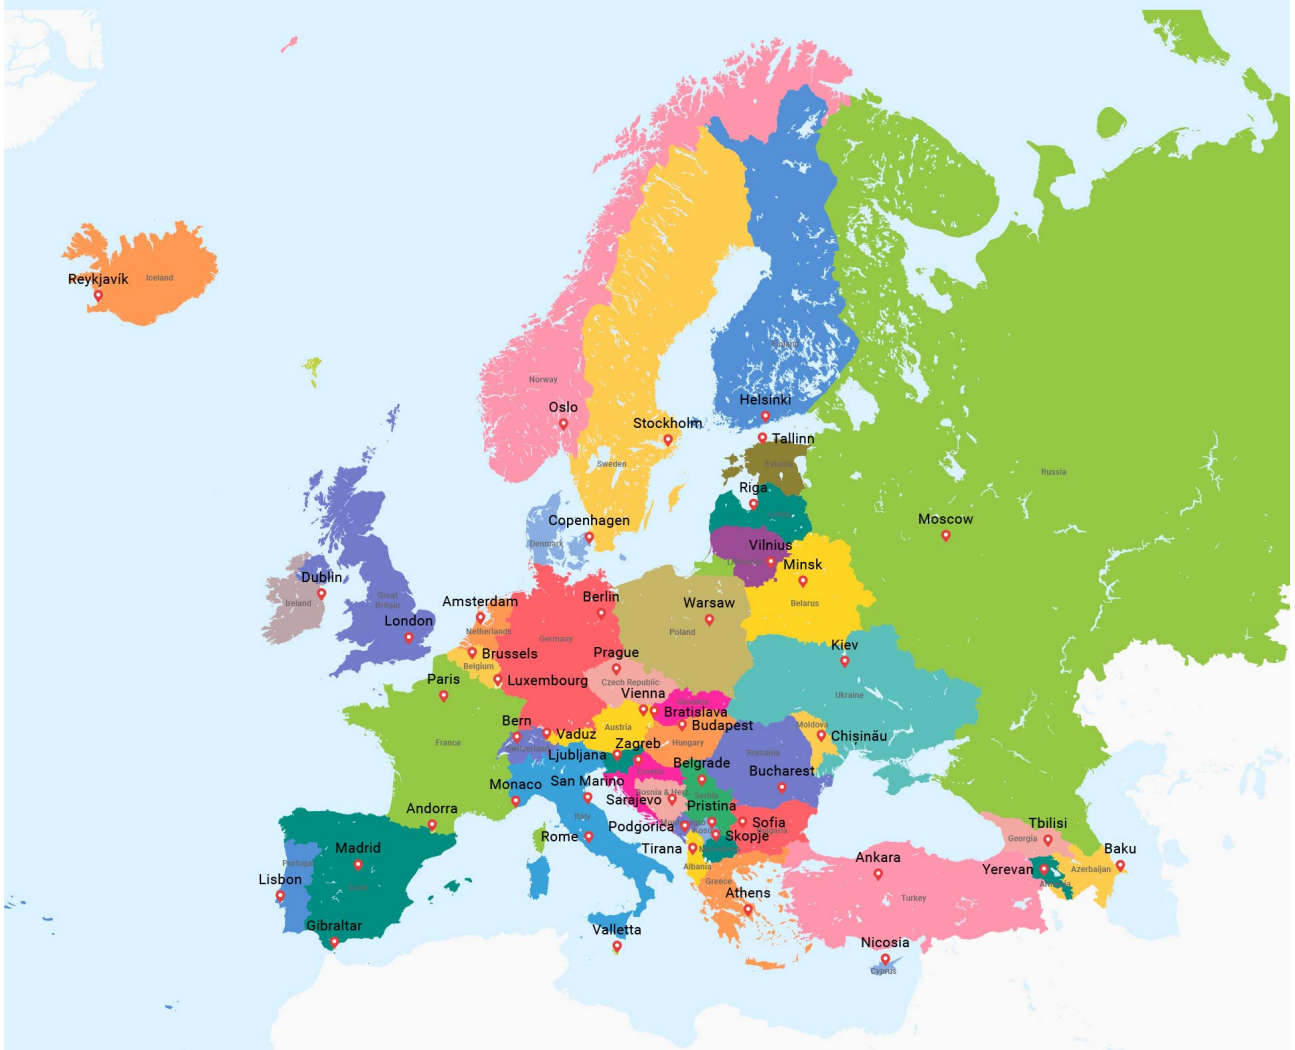 Reykjavík
Iceland
Norway
Oslo
Stockholm
Sweden
Finland
Helsinki
Tallinn
Estonia
Riga
Russia
Moscow
Copenhagen
Denmark
Vilnius
Minsk
Belarus
Dublin
Ireland
Great
Britain
London
Amsterdam
Netherlands
Berlin
Germany
Warsaw
Poland
Brussels
Belgium
Luxembourg
Prague
Czech Republic
Kiev
Ukraine
Paris
France
Vienna
Bratislava
Austria
Budapest
Hungary
Bern
Switzerland
Vaduz
Ljubljana
Zagreb
Croatia
Moldova
Chișinău
Romania
Bucharest
Belgrade
Serbia
Monaco
San Marino
Italy
Bosnia & Herz.
Sarajevo
Pristina
Podgorica
Sofia
Skopje
Tirana
Albania
Rome
Andorra
Madrid
Portugal
Lisbon
Gibraltar
Greece
Athens
Valletta
Ankara
Turkey
Nicosia
Cyprus
Tbilisi
Georgia
Yerevan
Baku
Azerbaijan